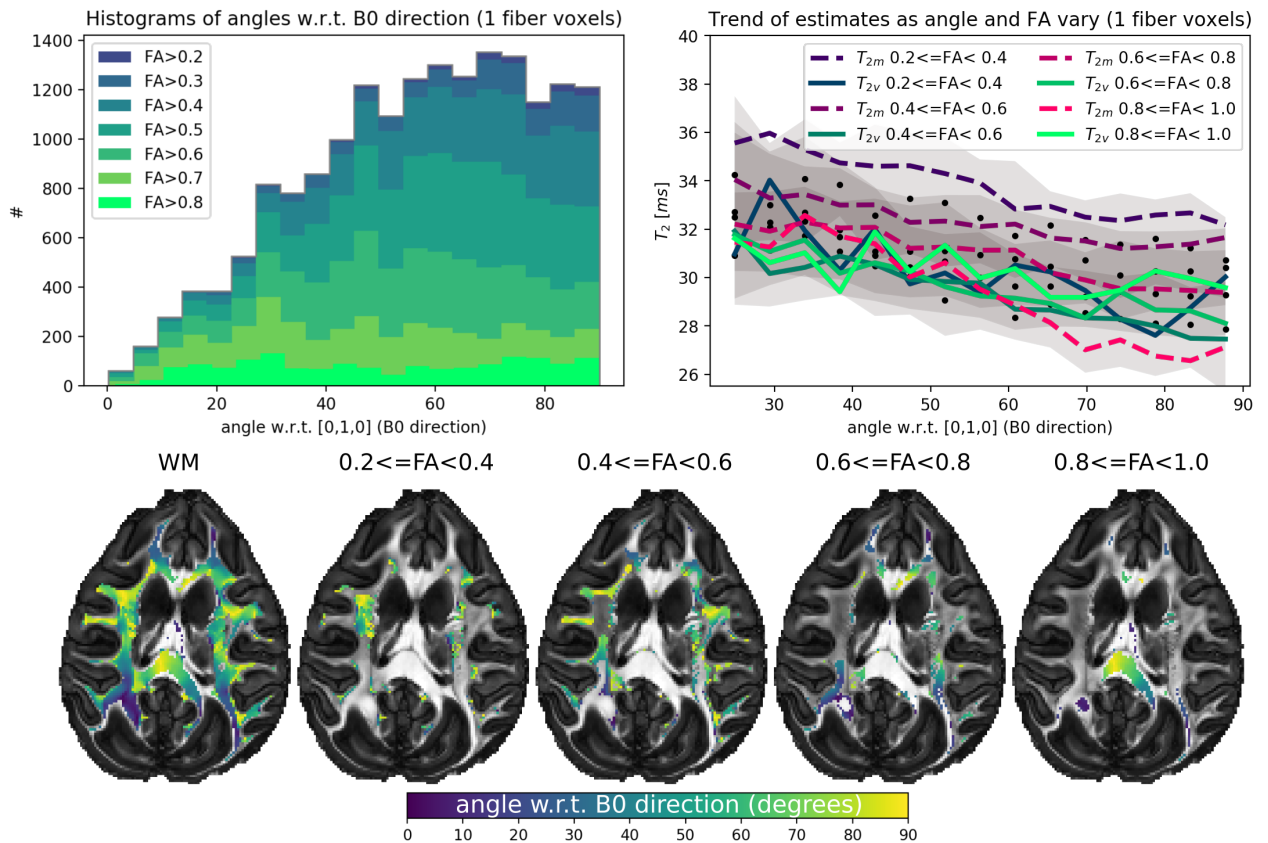 Histograms of angles w.r.t. B0 direction (1 fiber voxels)
1400
1200
1000
800
600
400
200
0
#
FA>0.2
FA>0.3
FA>0.4
FA>0.5
FA>0.6
FA>0.7
FA>0.8
0 20 40 60 80
angle w.r.t. [0,1,0] (B0 direction)
Trend of estimates as angle and FA vary (1 fiber voxels)
40
38
36
34
32
30
28
26
T2 [ms]
T2m 0.2<=FA< 0.4
T2v 0.2<=FA< 0.4
T2m 0.4<=FA< 0.6
T2v 0.4<=FA< 0.6
T2m 0.6<=FA< 0.8
T2v 0.6<=FA< 0.8
T2m 0.8<=FA< 1.0
T2v 0.8<=FA< 1.0
30 40 50 60 70 80 90
angle w.r.t. [0,1,0] (B0 direction)
WM
0.2<=FA<0.4
0.4<=FA<0.6
0.6<=FA<0.8
0.8<=FA<1.0
angle w.r.t. B0 direction (degrees)
0 10 20 30 40 50 60 70 80 90